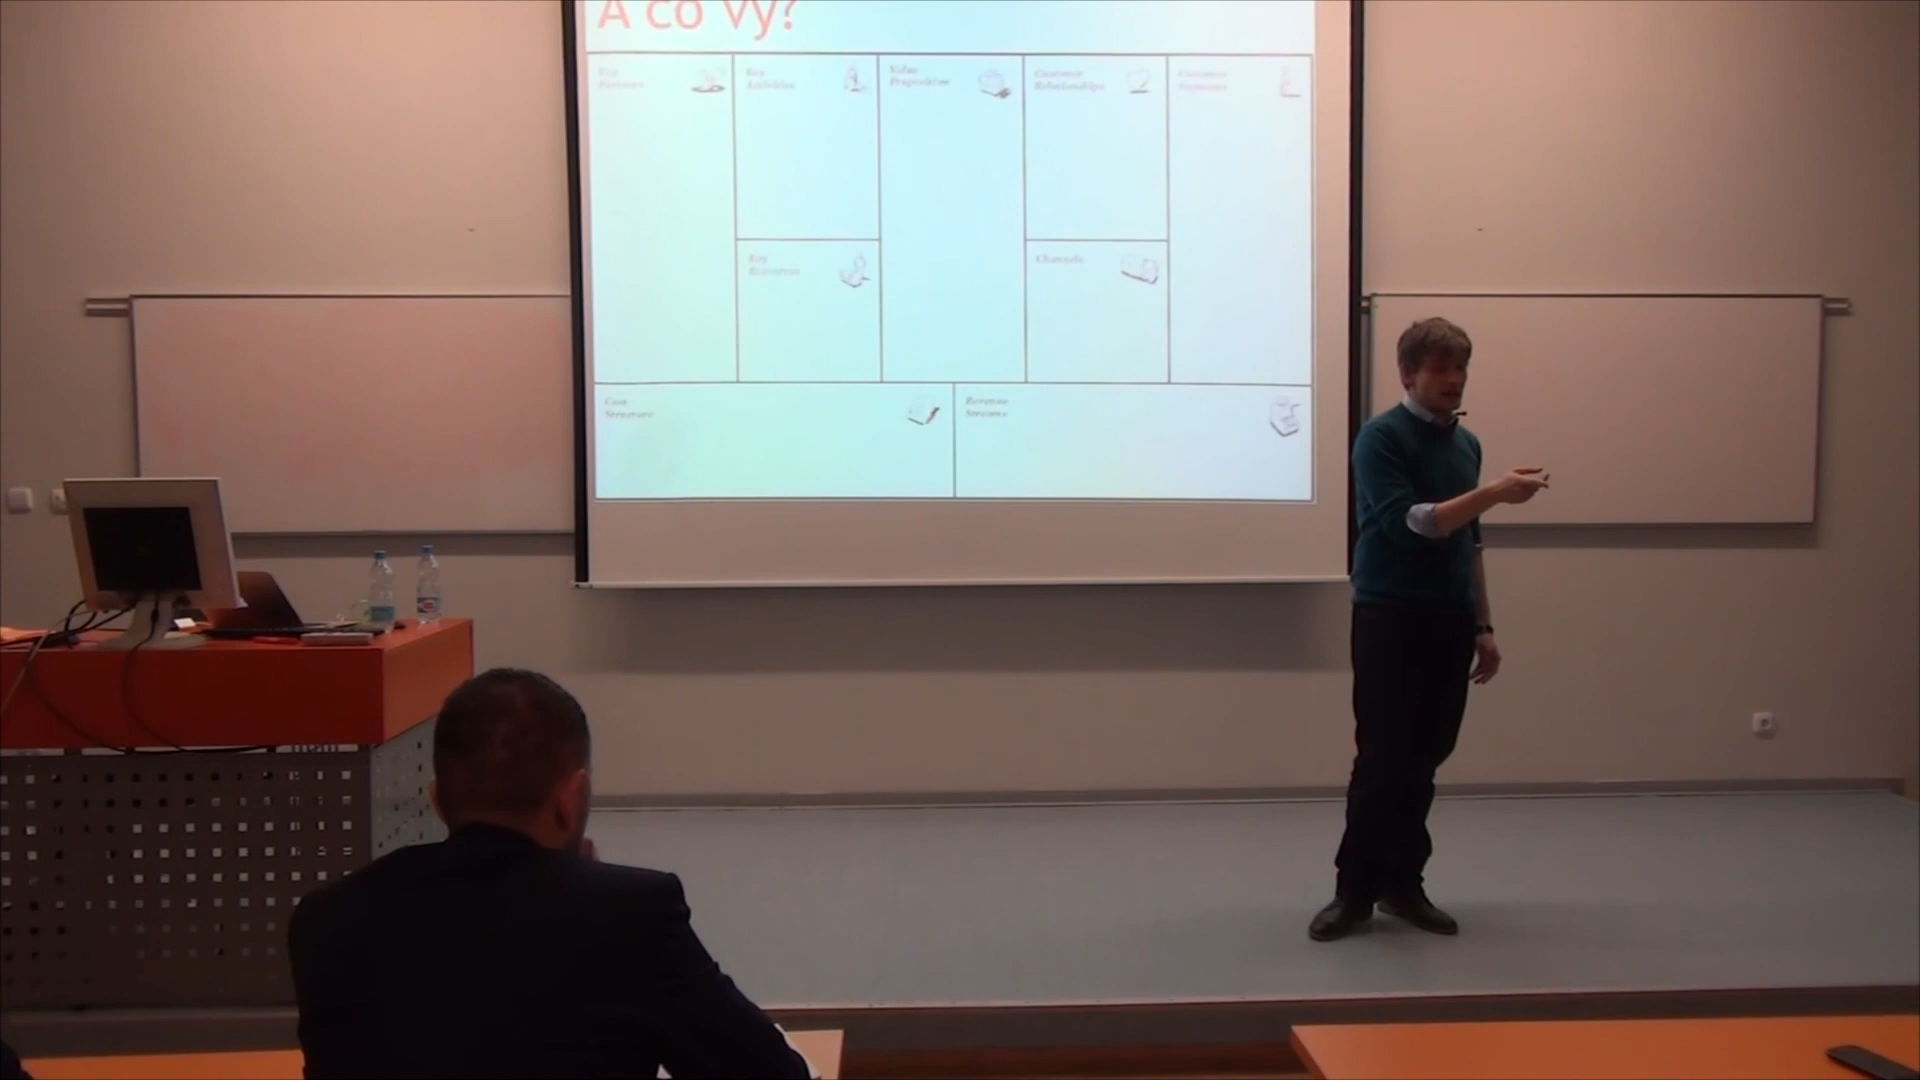 A co vy?
Key
Partners
Key
Activities
Value
Proposition
Customer
Relationships
Customer
Segments
Key
Resources
Channels
Cost
Structure
Revenue
Streams